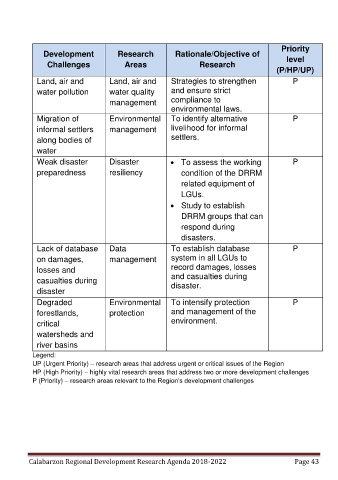 Development Challenges
Research Areas
Rationale/Objective of Research
Priority level (P/HP/UP)
Land, air and water pollution
Land, air and water quality management
Strategies to strengthen and ensure strict compliance to environmental laws.
P
Migration of informal settlers along bodies of water
Environmental management
To identify alternative livelihood for informal settlers.
P
Weak disaster preparedness
Disaster resiliency
• To assess the working condition of the DRRM related equipment of LGUs.
• Study to establish DRRM groups that can respond during disasters.
P
Lack of database on damages, losses and casualties during disaster
Data management
To establish database system in all LGUs to record damages, losses and casualties during disaster.
P
Degraded forestlands, critical watersheds and river basins
Environmental protection
To intensify protection and management of the environment.
P
Legend:
UP (Urgent Priority) – research areas that address urgent or critical issues of the Region
HP (High Priority) – highly vital research areas that address two or more development challenges
P (Priority) – research areas relevant to the Region's development challenges
Calabarzon Regional Development Research Agenda 2018-2022 Page 43